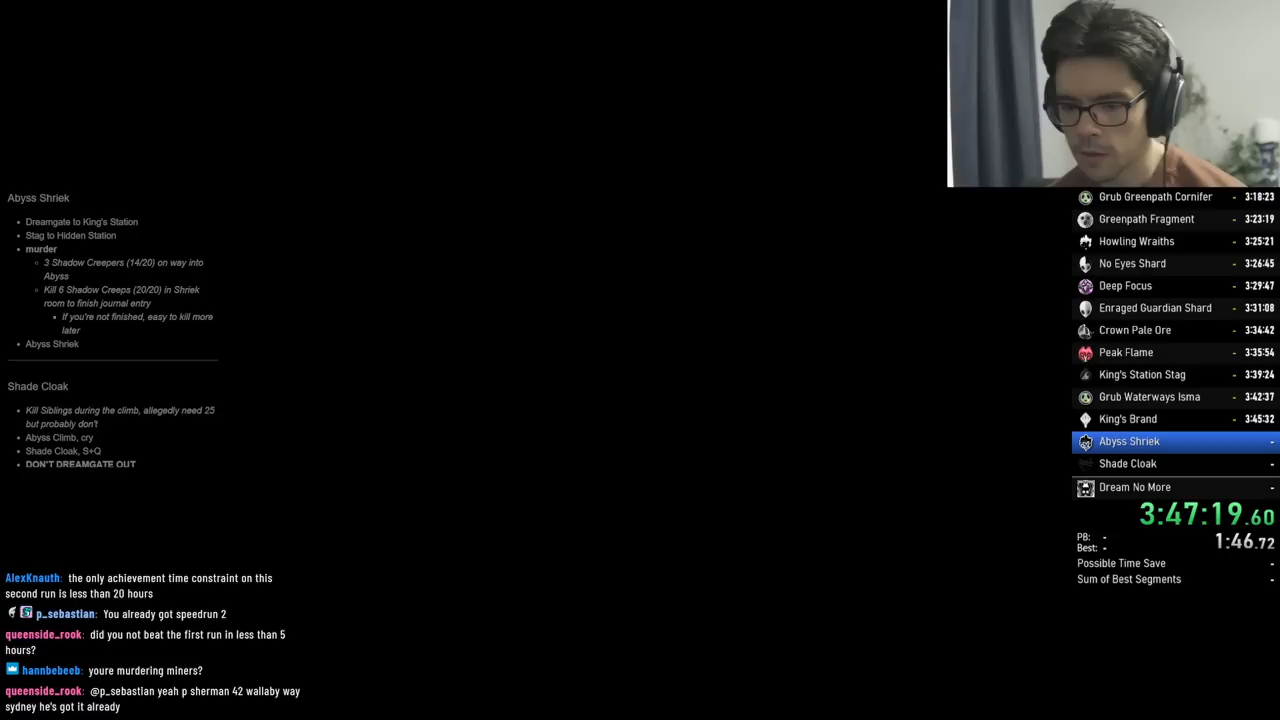 Abyss Shriek
Dreamgate to King's Station
Stag to Hidden Station
murder
3 Shadow Creepers (14/20) on way into
Abyss
Kill 6 Shadow Creeps (20/20) in Shriek
room to finish journal entry
If you're not finished, easy to kill more
later
Abyss Shriek
Shade Cloak
Kill Siblings during the climb, allegedly need 25
but probably don't
Abyss Climb, cry
Shade Cloak, S+Q
DON'T DREAMGATE OUT
AlexKnauth: the only achievement time constraint on this
second run is less than 20 hours
p_sebastian: You already got speedrun 2
queenside_rook: did you not beat the first run in less than 5
hours?
hannbebeeb: youre murdering miners?
queenside_rook: @p_sebastian yeah p sherman 42 wallaby way
sydney he's got it already
Grub Greenpath Cornifer - 3:18:23
Greenpath Fragment - 3:23:19
Howling Wraiths - 3:25:21
No Eyes Shard - 3:26:45
Deep Focus - 3:29:47
Enraged Guardian Shard - 3:31:08
Crown Pale Ore - 3:34:42
Peak Flame - 3:35:54
King's Station Stag - 3:39:24
Grub Waterways Isma - 3:42:37
King's Brand - 3:45:32
Abyss Shriek -
Shade Cloak -
Dream No More -
3:47:19.60
PB: - 1:46.72
Best: -
Possible Time Save -
Sum of Best Segments -